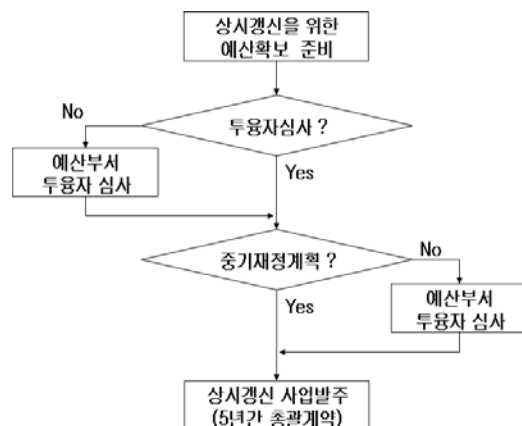 상시갱신을 위한
예산확보 준비
No
투융자심사 ?
예산부서
투융자 심사
Yes
중기재정계획 ?
No
Yes
예산부서
투융자 심사
상시갱신 사업발주
(5년간 총괄계약)